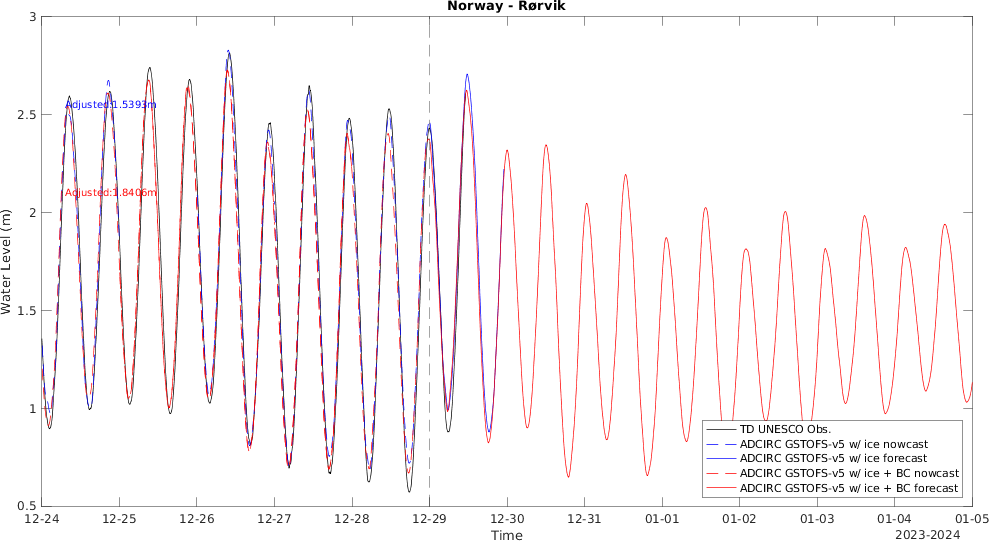 Norway - Rørvik
3
2.5
2
1.5
1
0.5
Water Level (m)
Adjusted:1.5393m
Adjusted:1.8406m
TD UNESCO Obs.
ADCIRC GSTOFS-v5 w/ ice nowcast
ADCIRC GSTOFS-v5 w/ ice forecast
ADCIRC GSTOFS-v5 w/ ice + BC nowcast
ADCIRC GSTOFS-v5 w/ ice + BC forecast
12-24 12-25 12-26 12-27 12-28 12-29 12-30 12-31 01-01 01-02 01-03 01-04 01-05
Time
2023-2024